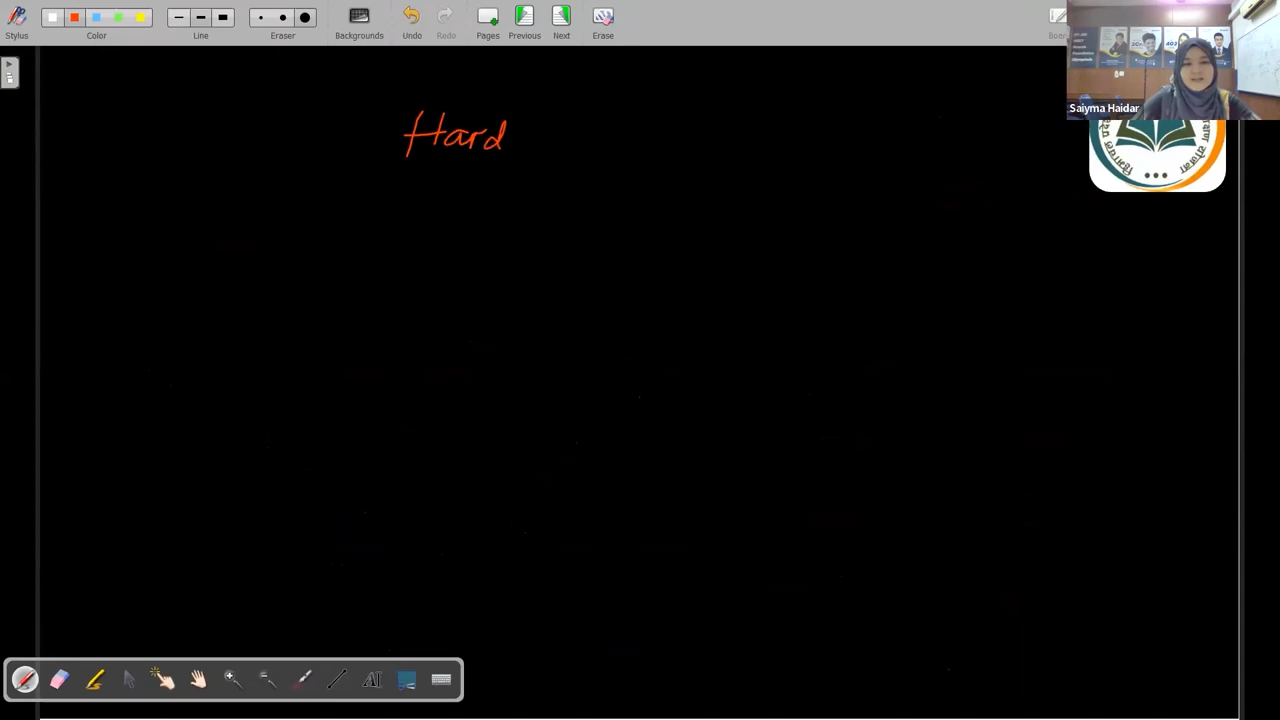 Stylus
Color
Line
Eraser
Backgrounds
Undo
Redo
Pages
Previous
Next
Erase
Saiyma Haidar
Hard